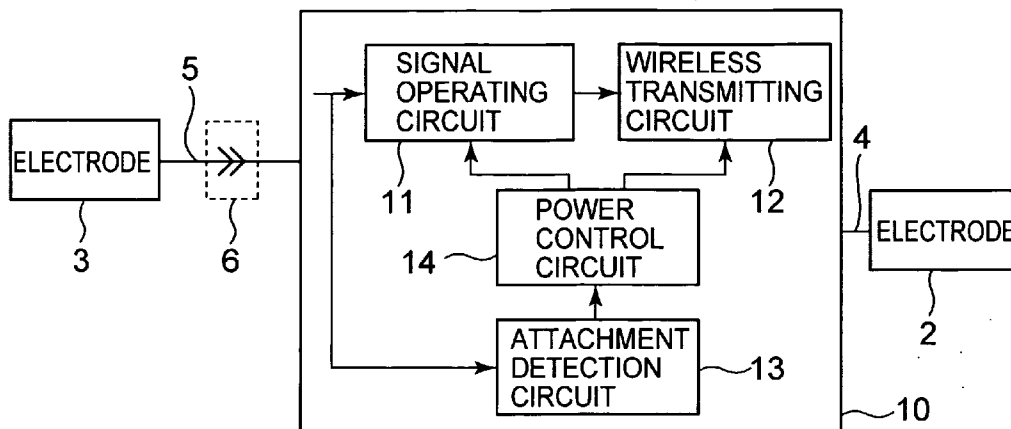 SIGNAL
OPERATING
CIRCUIT
WIRELESS
TRANSMITTING
CIRCUIT
5
ELECTRODE
11
12
4
3
6
POWER
CONTROL
CIRCUIT
14
ELECTRODE
2
ATTACHMENT
DETECTION
CIRCUIT
13
10